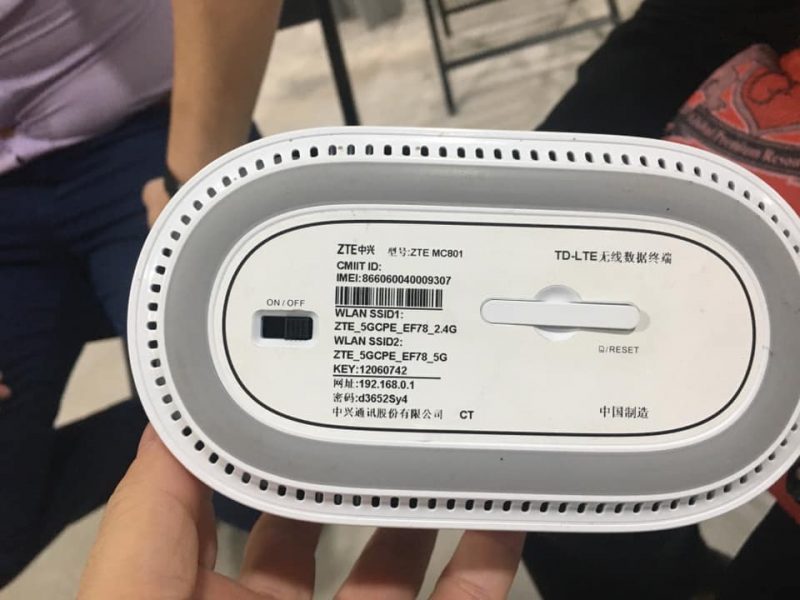 ZTE中兴 型号:ZTE MC801
CMIIT ID:
IMEI:866060040009307
WLAN SSID1:
ZTE_5GCPE_EF78_2.4G
WLAN SSID2:
ZTE_5GCPE_EF78_5G
KEY:12060742
网址:192.168.0.1
密码:d3652Sy4
中兴通讯股份有限公司 CT
ON / OFF
TD-LTE无线数据终端
/RESET
中国制造
Premium